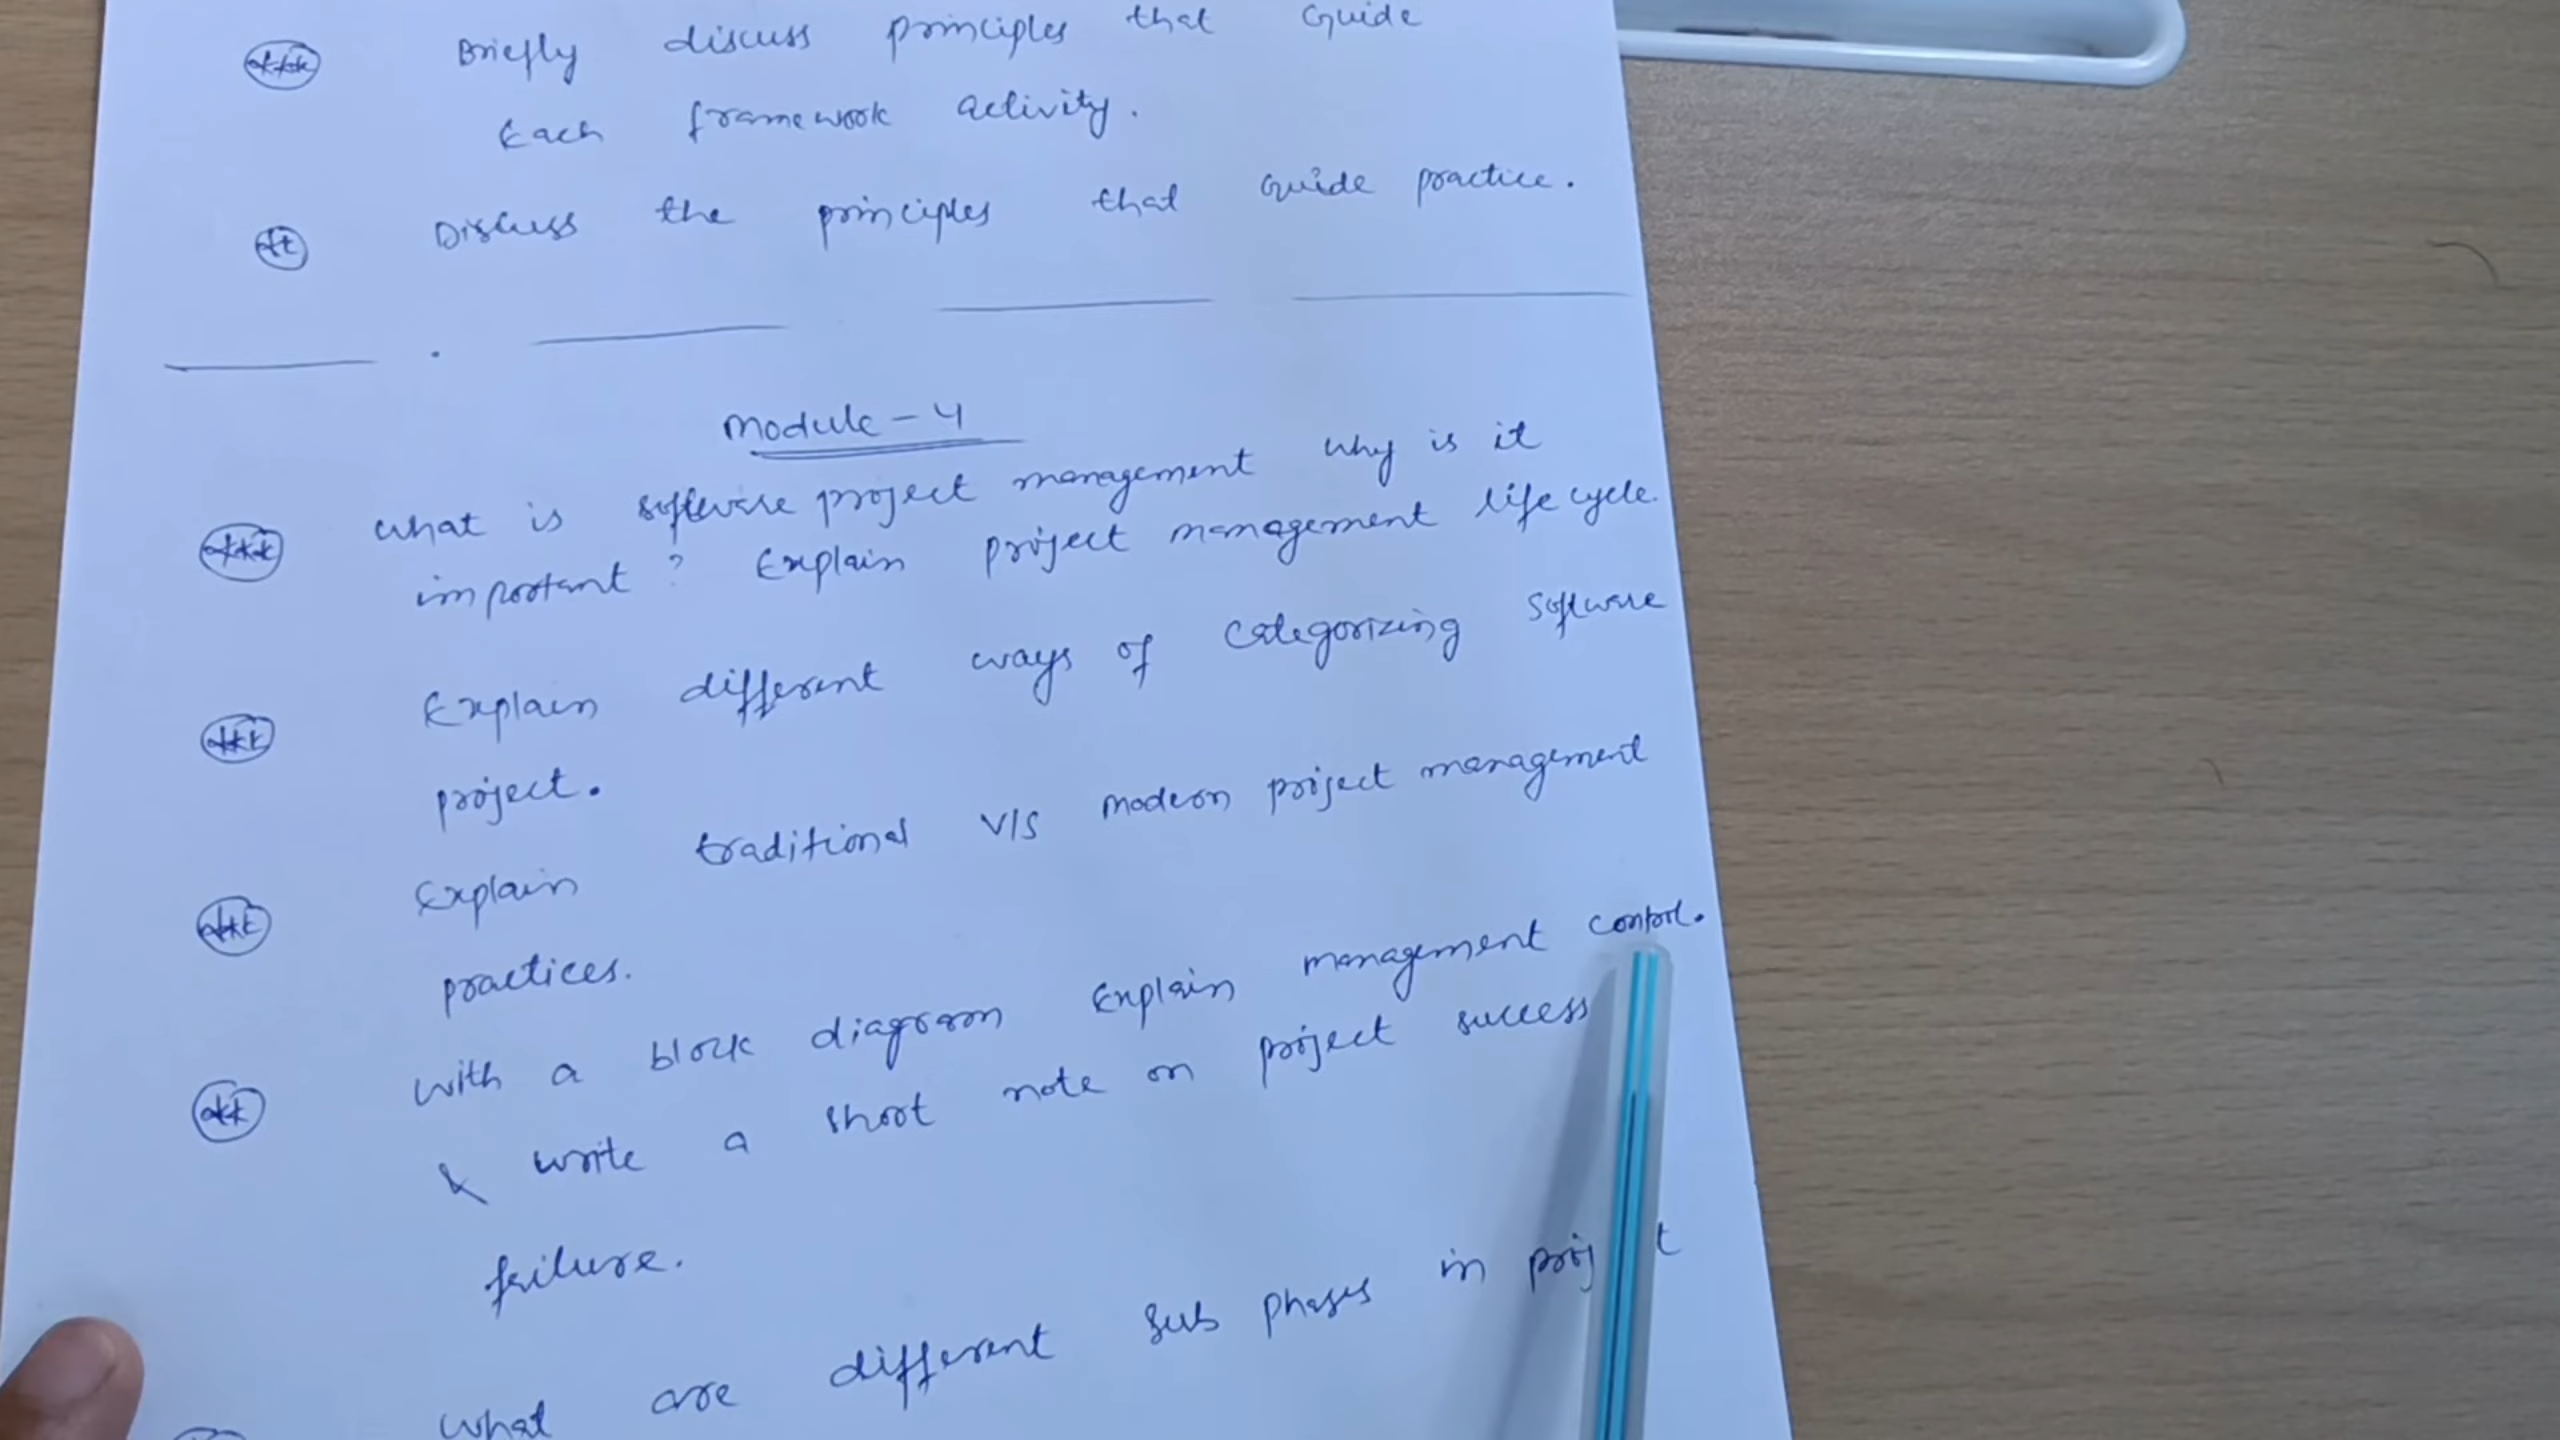 *** Briefly discuss principles that Guide
Each framework activity.
** Discuss the principles that Guide practice.
Module - 4
*** What is software project management why is it
important ? Explain project management life cycle.
*** Explain different ways of Categorizing Software
project.
*** Explain traditional V/S Modern project management
practices.
** With a block diagram Explain management control.
& write a short note on project success
failure.
What are different Sub phases in